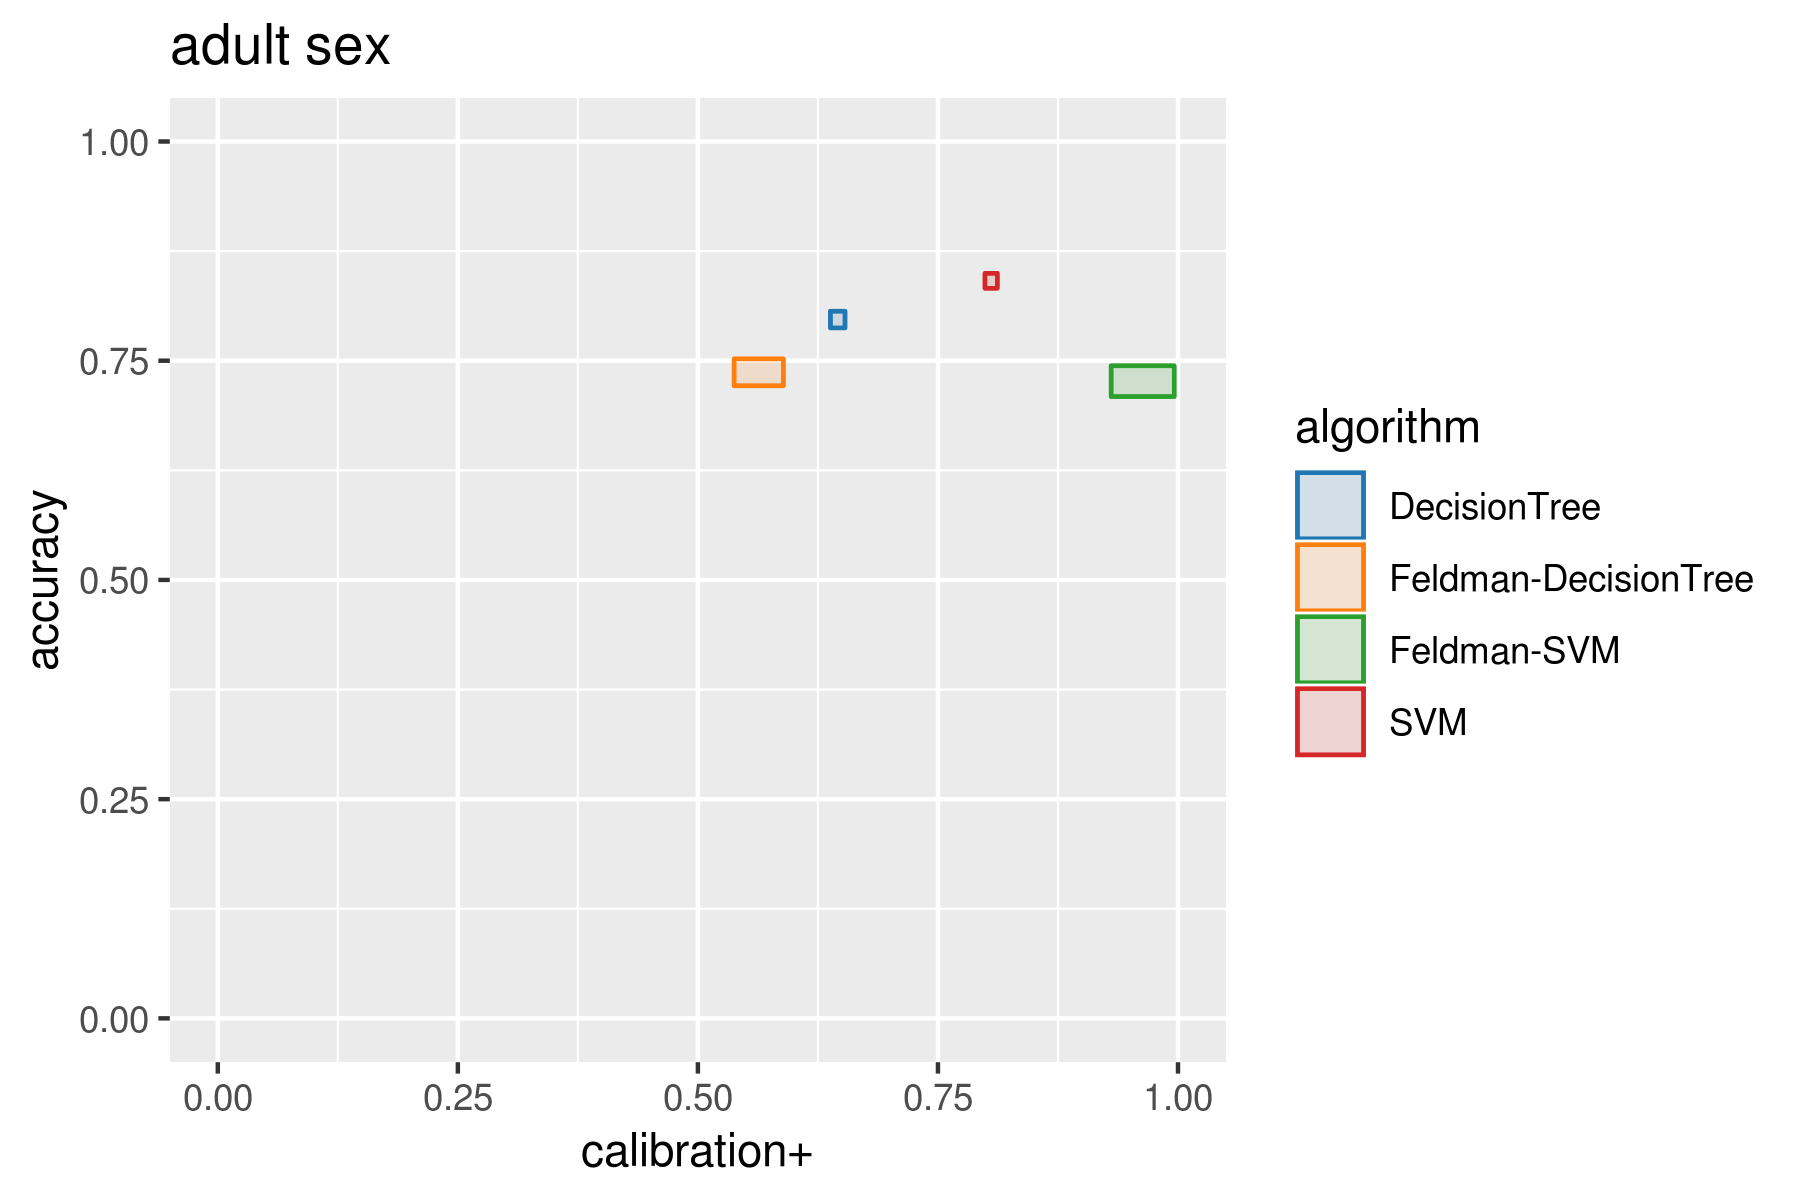 adult sex
1.00
0.75
0.50
0.25
0.00
accuracy
0.00 0.25 0.50 0.75 1.00
calibration+
algorithm
DecisionTree
Feldman-DecisionTree
Feldman-SVM
SVM